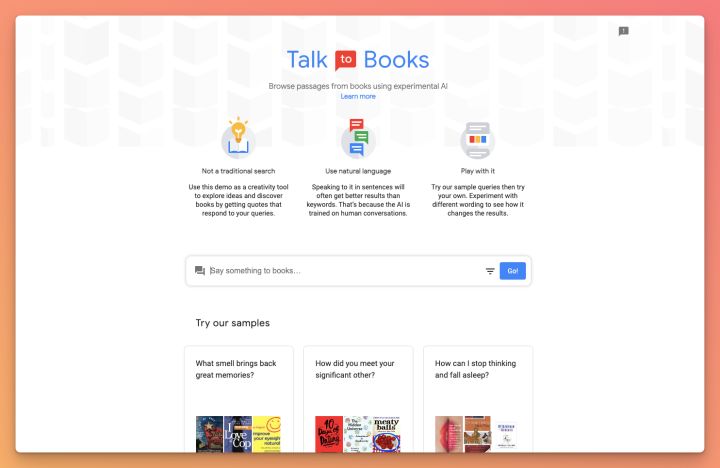 Talk to Books
Browse passages from books using experimental AI
Learn more
Not a traditional search
Use this demo as a creativity tool
to explore ideas and discover
books by getting quotes that
respond to your queries.
Use natural language
Speaking to it in sentences will
often get better results than
keywords. That's because the AI is
trained on human conversations.
Play with it
Try our sample queries then try
your own. Experiment with
different wording to see how it
changes the results.
Say something to books...
Go!
Try our samples
What smell brings back
great memories?
How did you meet your
significant other?
How can I stop thinking
and fall asleep?
I Love a
Cop
improve
your eyesight
natural
10
Days of
Dating
The
Hidden
Universe
meaty
balls